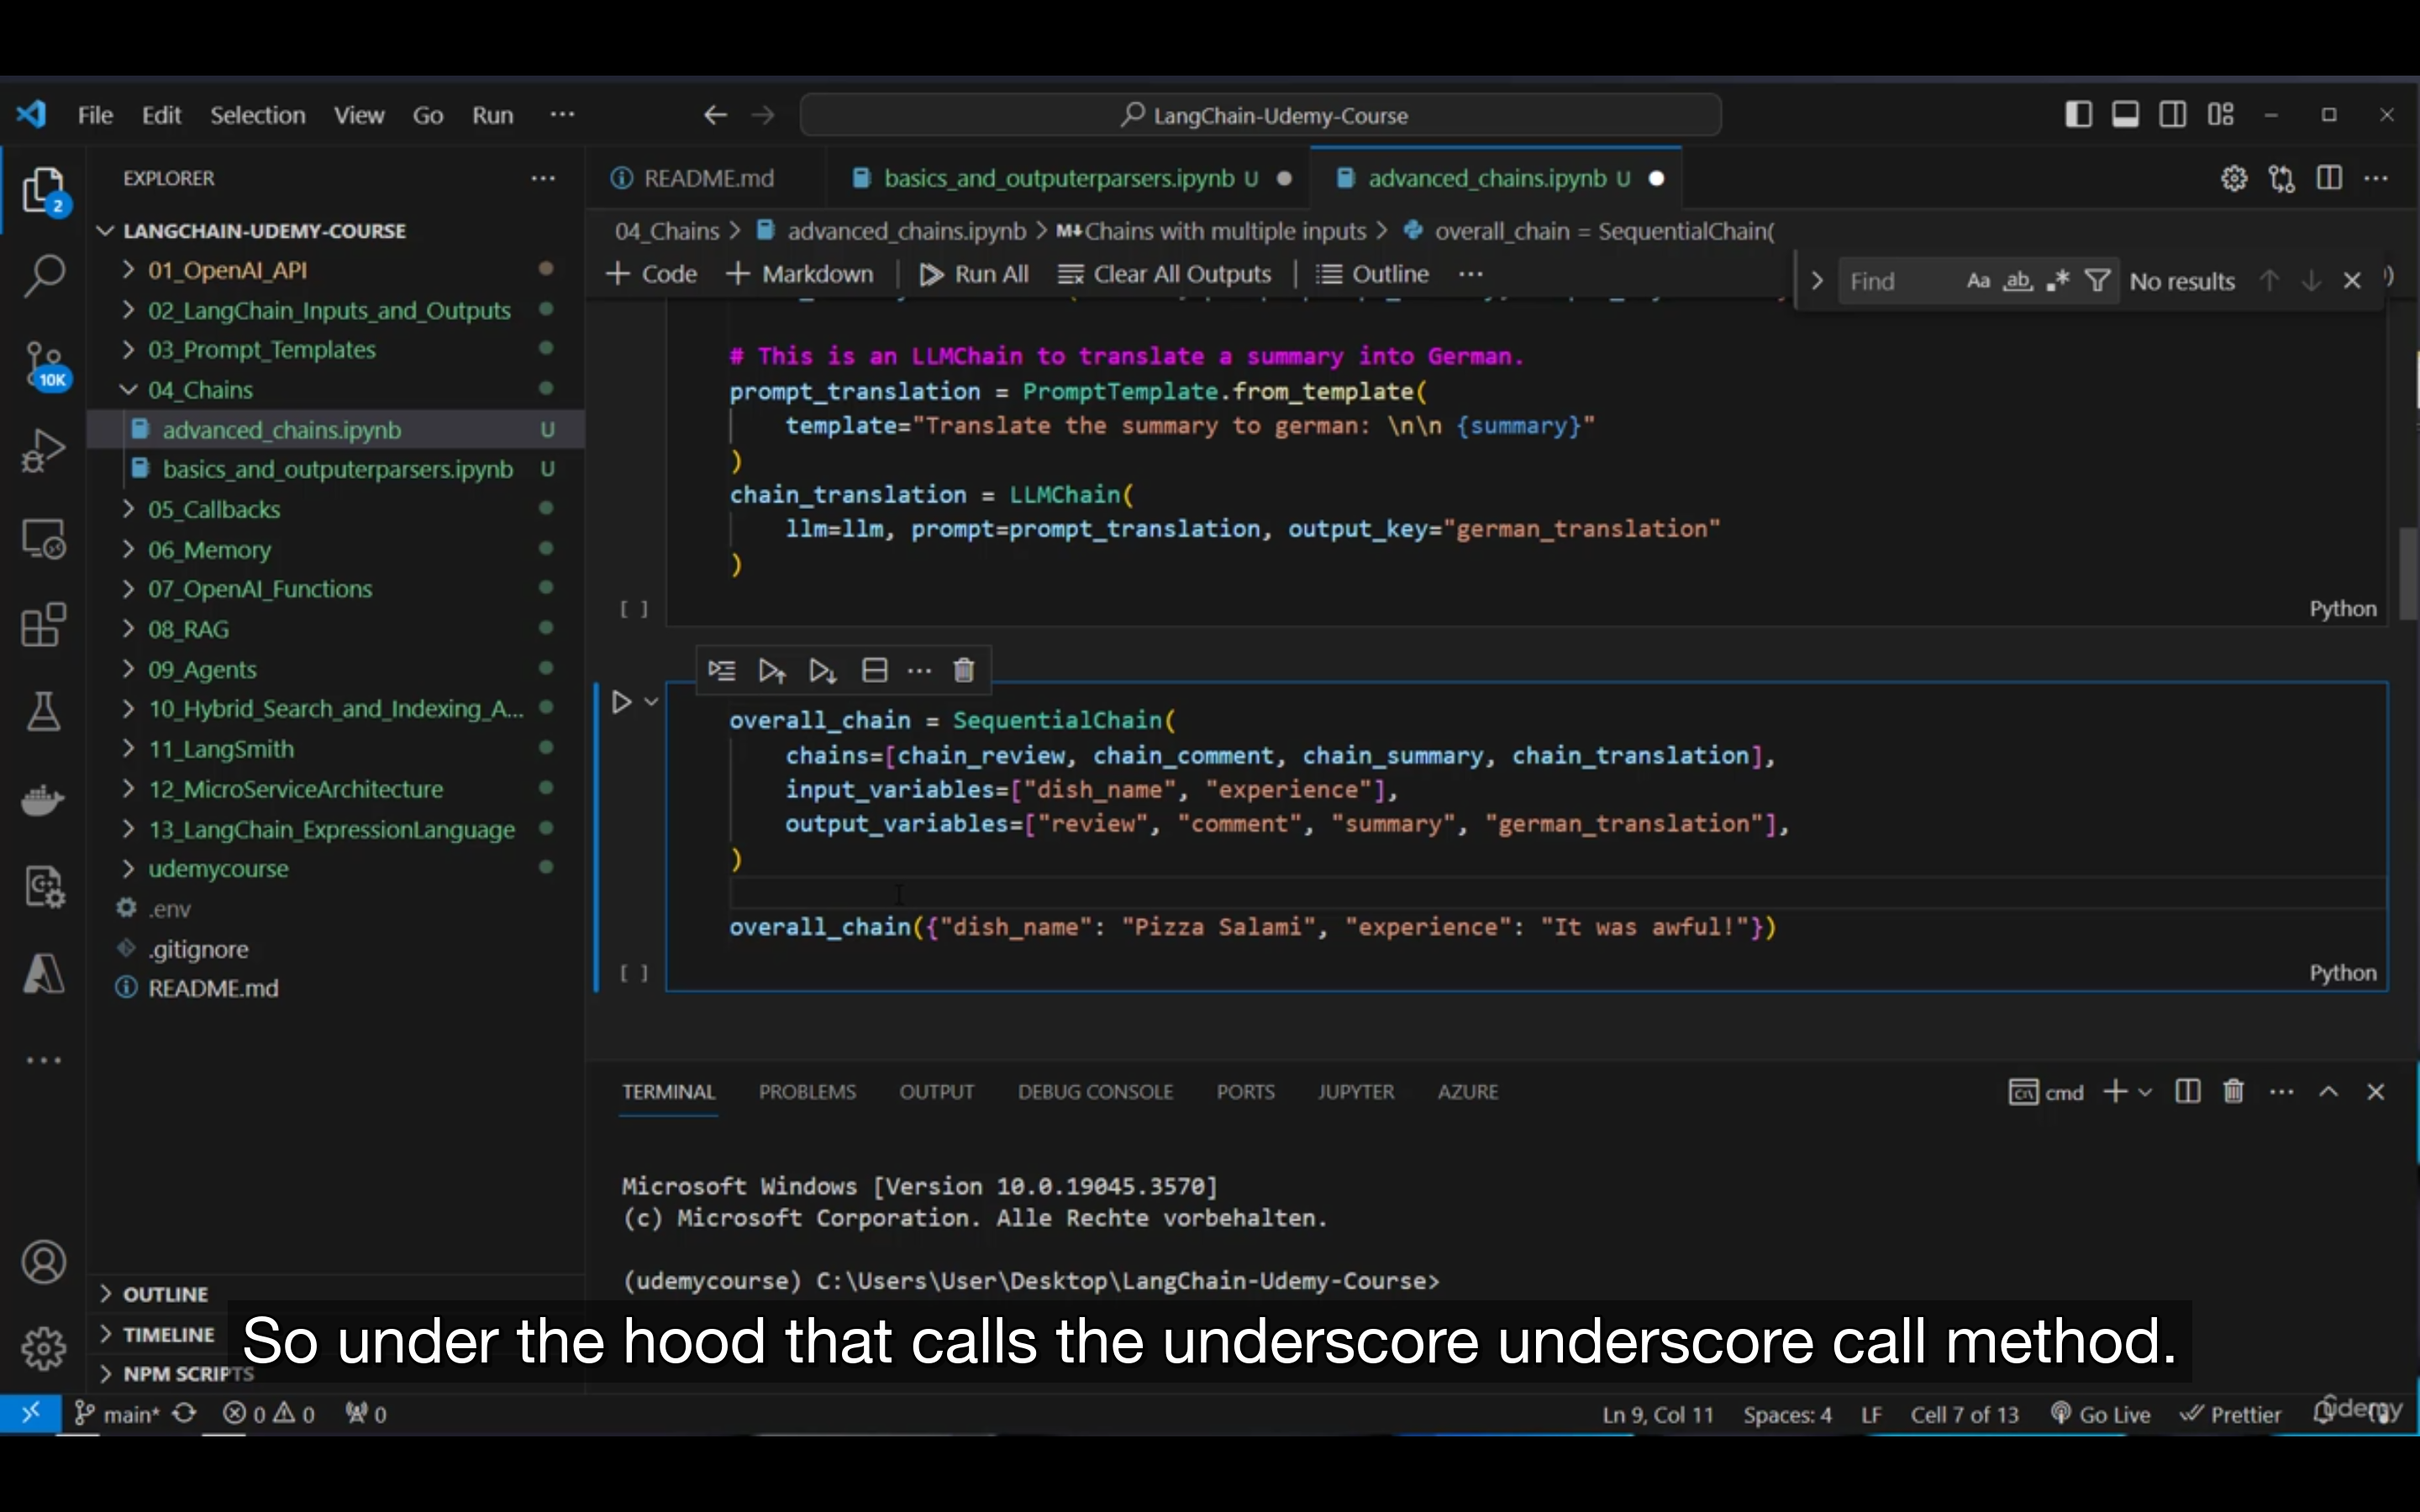 File Edit Selection View Go Run ···
LangChain-Udemy-Course
EXPLORER
README.md
basics_and_outputerparsers.ipynb U
advanced_chains.ipynb U
04_Chains > advanced_chains.ipynb > M↓Chains with multiple inputs > overall_chain = SequentialChain(
+ Code + Markdown Run All Clear All Outputs Outline ···
Find Aa ab .* No results
2
10K
LANGCHAIN-UDEMY-COURSE
01_OpenAI_API
02_LangChain_Inputs_and_Outputs
03_Prompt_Templates
04_Chains
advanced_chains.ipynb U
basics_and_outputerparsers.ipynb U
05_Callbacks
06_Memory
07_OpenAI_Functions
08_RAG
09_Agents
10_Hybrid_Search_and_Indexing_A...
11_LangSmith
12_MicroServiceArchitecture
13_LangChain_ExpressionLanguage
udemycourse
.env
.gitignore
README.md
OUTLINE
TIMELINE
NPM SCRIPTS
# This is an LLMChain to translate a summary into German.
prompt_translation = PromptTemplate.from_template(
template="Translate the summary to german: \n\n {summary}"
)
chain_translation = LLMChain(
llm=llm, prompt=prompt_translation, output_key="german_translation"
)
[ ] Python
overall_chain = SequentialChain(
chains=[chain_review, chain_comment, chain_summary, chain_translation],
input_variables=["dish_name", "experience"],
output_variables=["review", "comment", "summary", "german_translation"],
)
overall_chain({"dish_name": "Pizza Salami", "experience": "It was awful!"})
[ ] Python
TERMINAL PROBLEMS OUTPUT DEBUG CONSOLE PORTS JUPYTER AZURE
cmd
Microsoft Windows [Version 10.0.19045.3570]
(c) Microsoft Corporation. Alle Rechte vorbehalten.
(udemycourse) C:\Users\User\Desktop\LangChain-Udemy-Course>
So under the hood that calls the underscore underscore call method.
main* 0 0 0
Ln 9, Col 11 Spaces: 4 LF Cell 7 of 13 Go Live Prettier
udemy